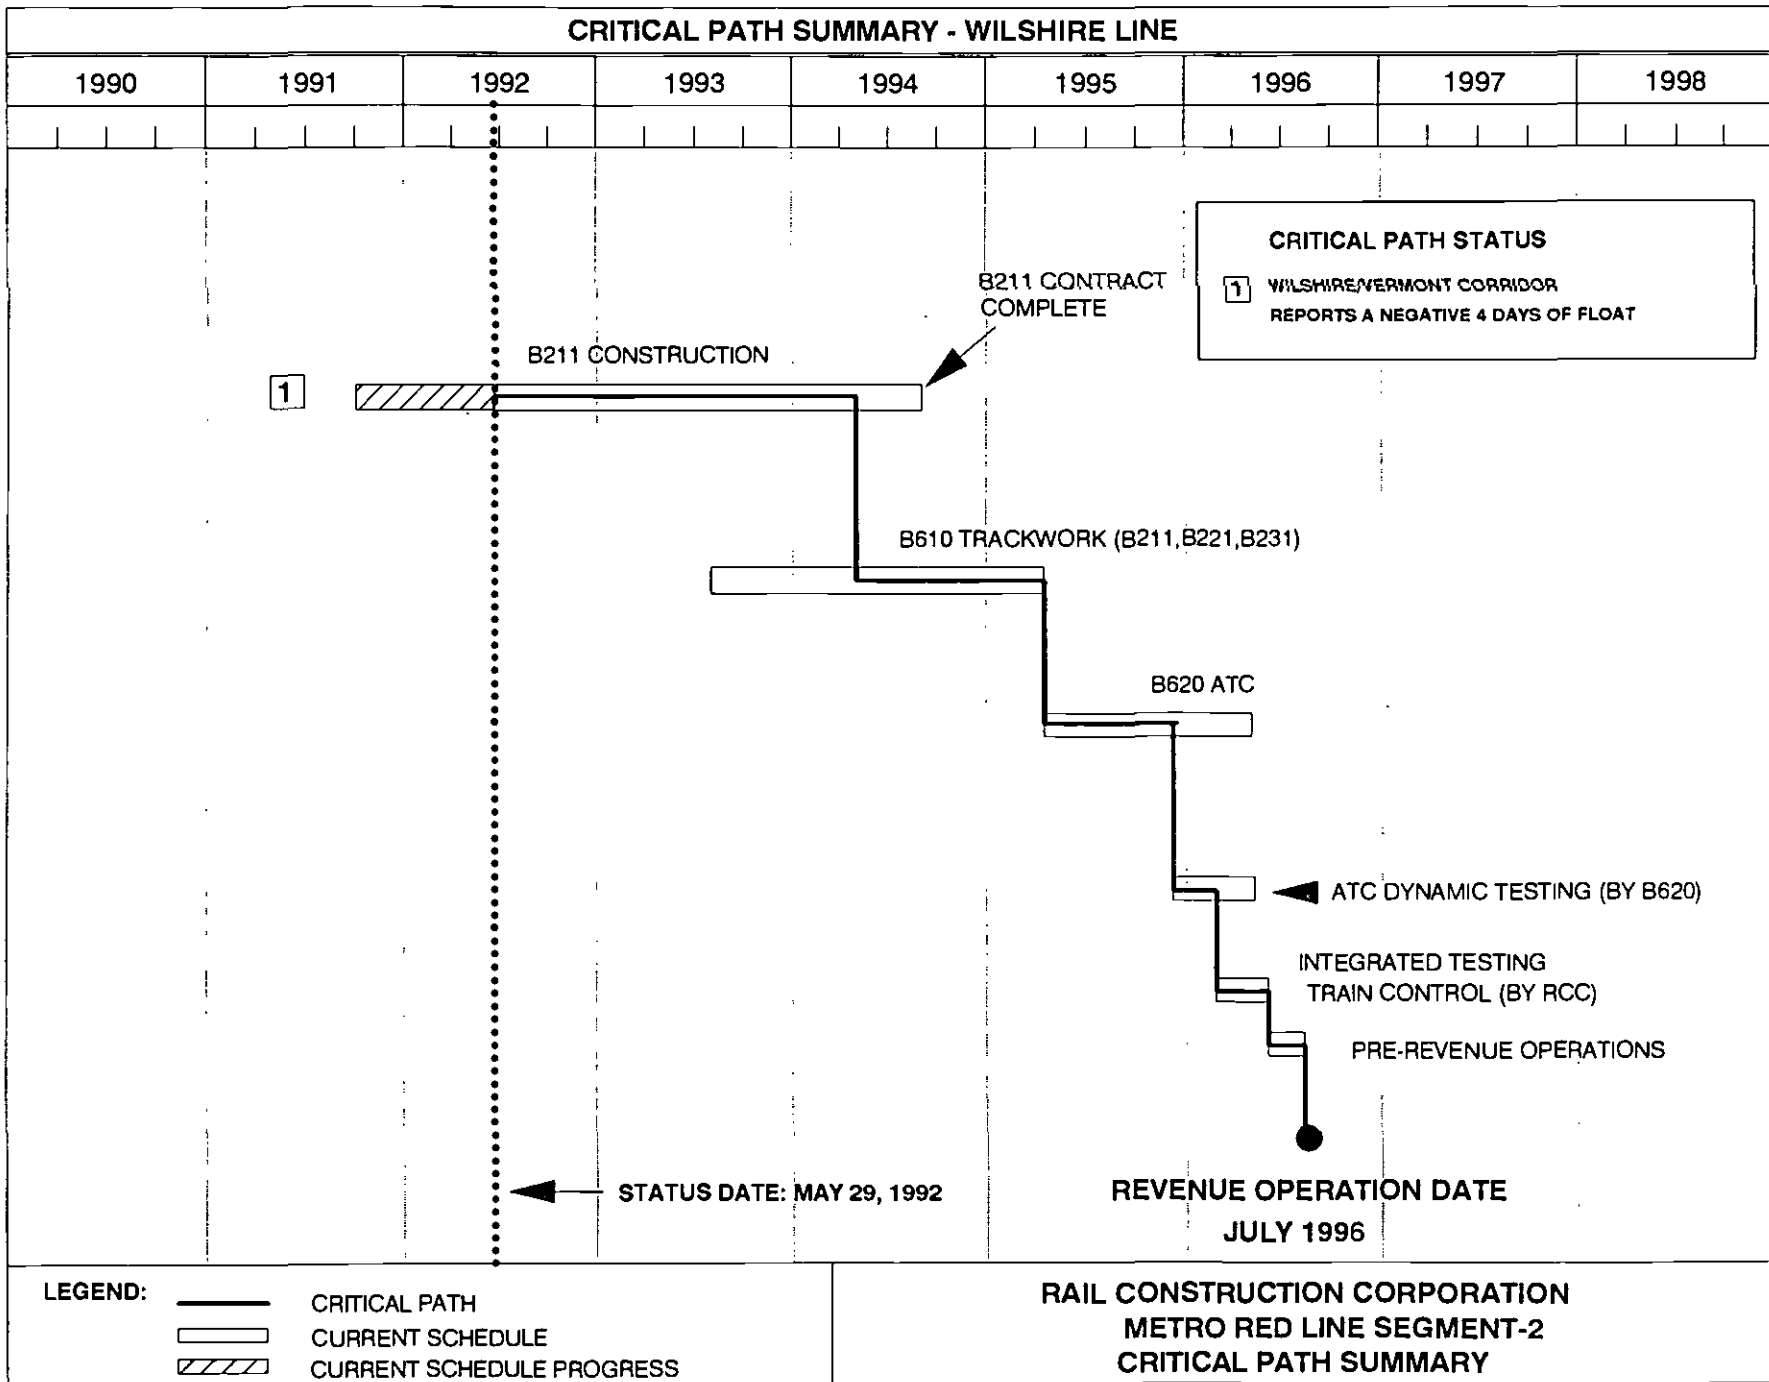 CRITICAL PATH SUMMARY - WILSHIRE LINE
1990 1991 1992 1993 1994 1995 1996 1997 1998
CRITICAL PATH STATUS
1 WILSHIRE/VERMONT CORRIDOR
REPORTS A NEGATIVE 4 DAYS OF FLOAT
B211 CONTRACT
COMPLETE
B211 CONSTRUCTION
1
B610 TRACKWORK (B211,B221,B231)
B620 ATC
ATC DYNAMIC TESTING (BY B620)
INTEGRATED TESTING
TRAIN CONTROL (BY RCC)
PRE-REVENUE OPERATIONS
STATUS DATE: MAY 29, 1992
REVENUE OPERATION DATE
JULY 1996
LEGEND:
CRITICAL PATH
CURRENT SCHEDULE
CURRENT SCHEDULE PROGRESS
RAIL CONSTRUCTION CORPORATION
METRO RED LINE SEGMENT-2
CRITICAL PATH SUMMARY